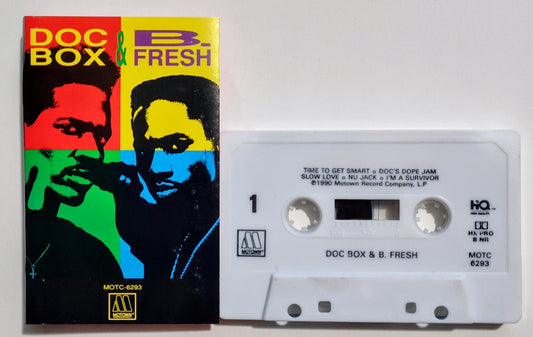 DOC & B.
BOX FRESH
MOTC-6293
MOTOWN
TIME TO GET SMART o DOC'S DOPE JAM
SLOW LOVE o NU JACK o I'M A SURVIVOR
©1990 Motown Record Company, L.P
1
HQ
HIGH QUALITY
HX PRO
B NR
MOTOWN
DOC BOX & B. FRESH
MOTC
6293